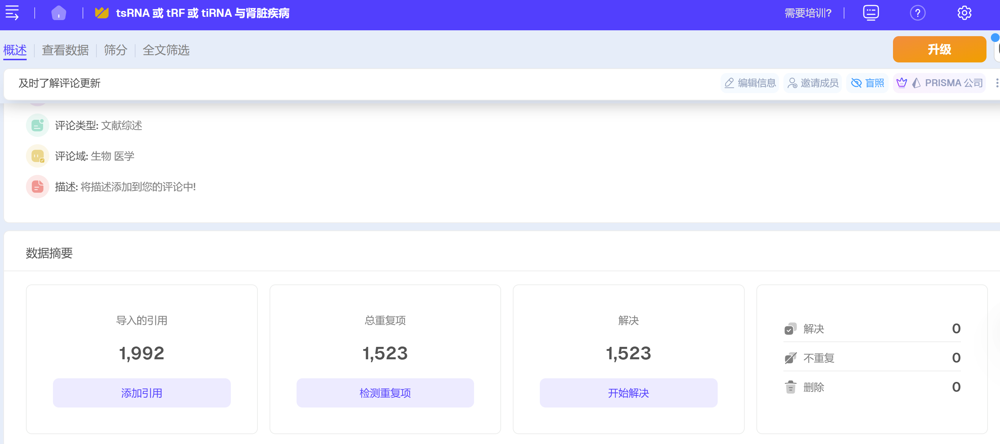 tsRNA 或 tRF 或 tiRNA 与肾脏疾病
需要培训?
概述
查看数据
筛分
全文筛选
升级
及时了解评论更新
编辑信息
邀请成员
盲照
PRISMA 公司
评论类型: 文献综述
评论域: 生物 医学
描述: 将描述添加到您的评论中!
数据摘要
导入的引用
1,992
添加引用
总重复项
1,523
检测重复项
解决
1,523
开始解决
解决 0
不重复 0
删除 0